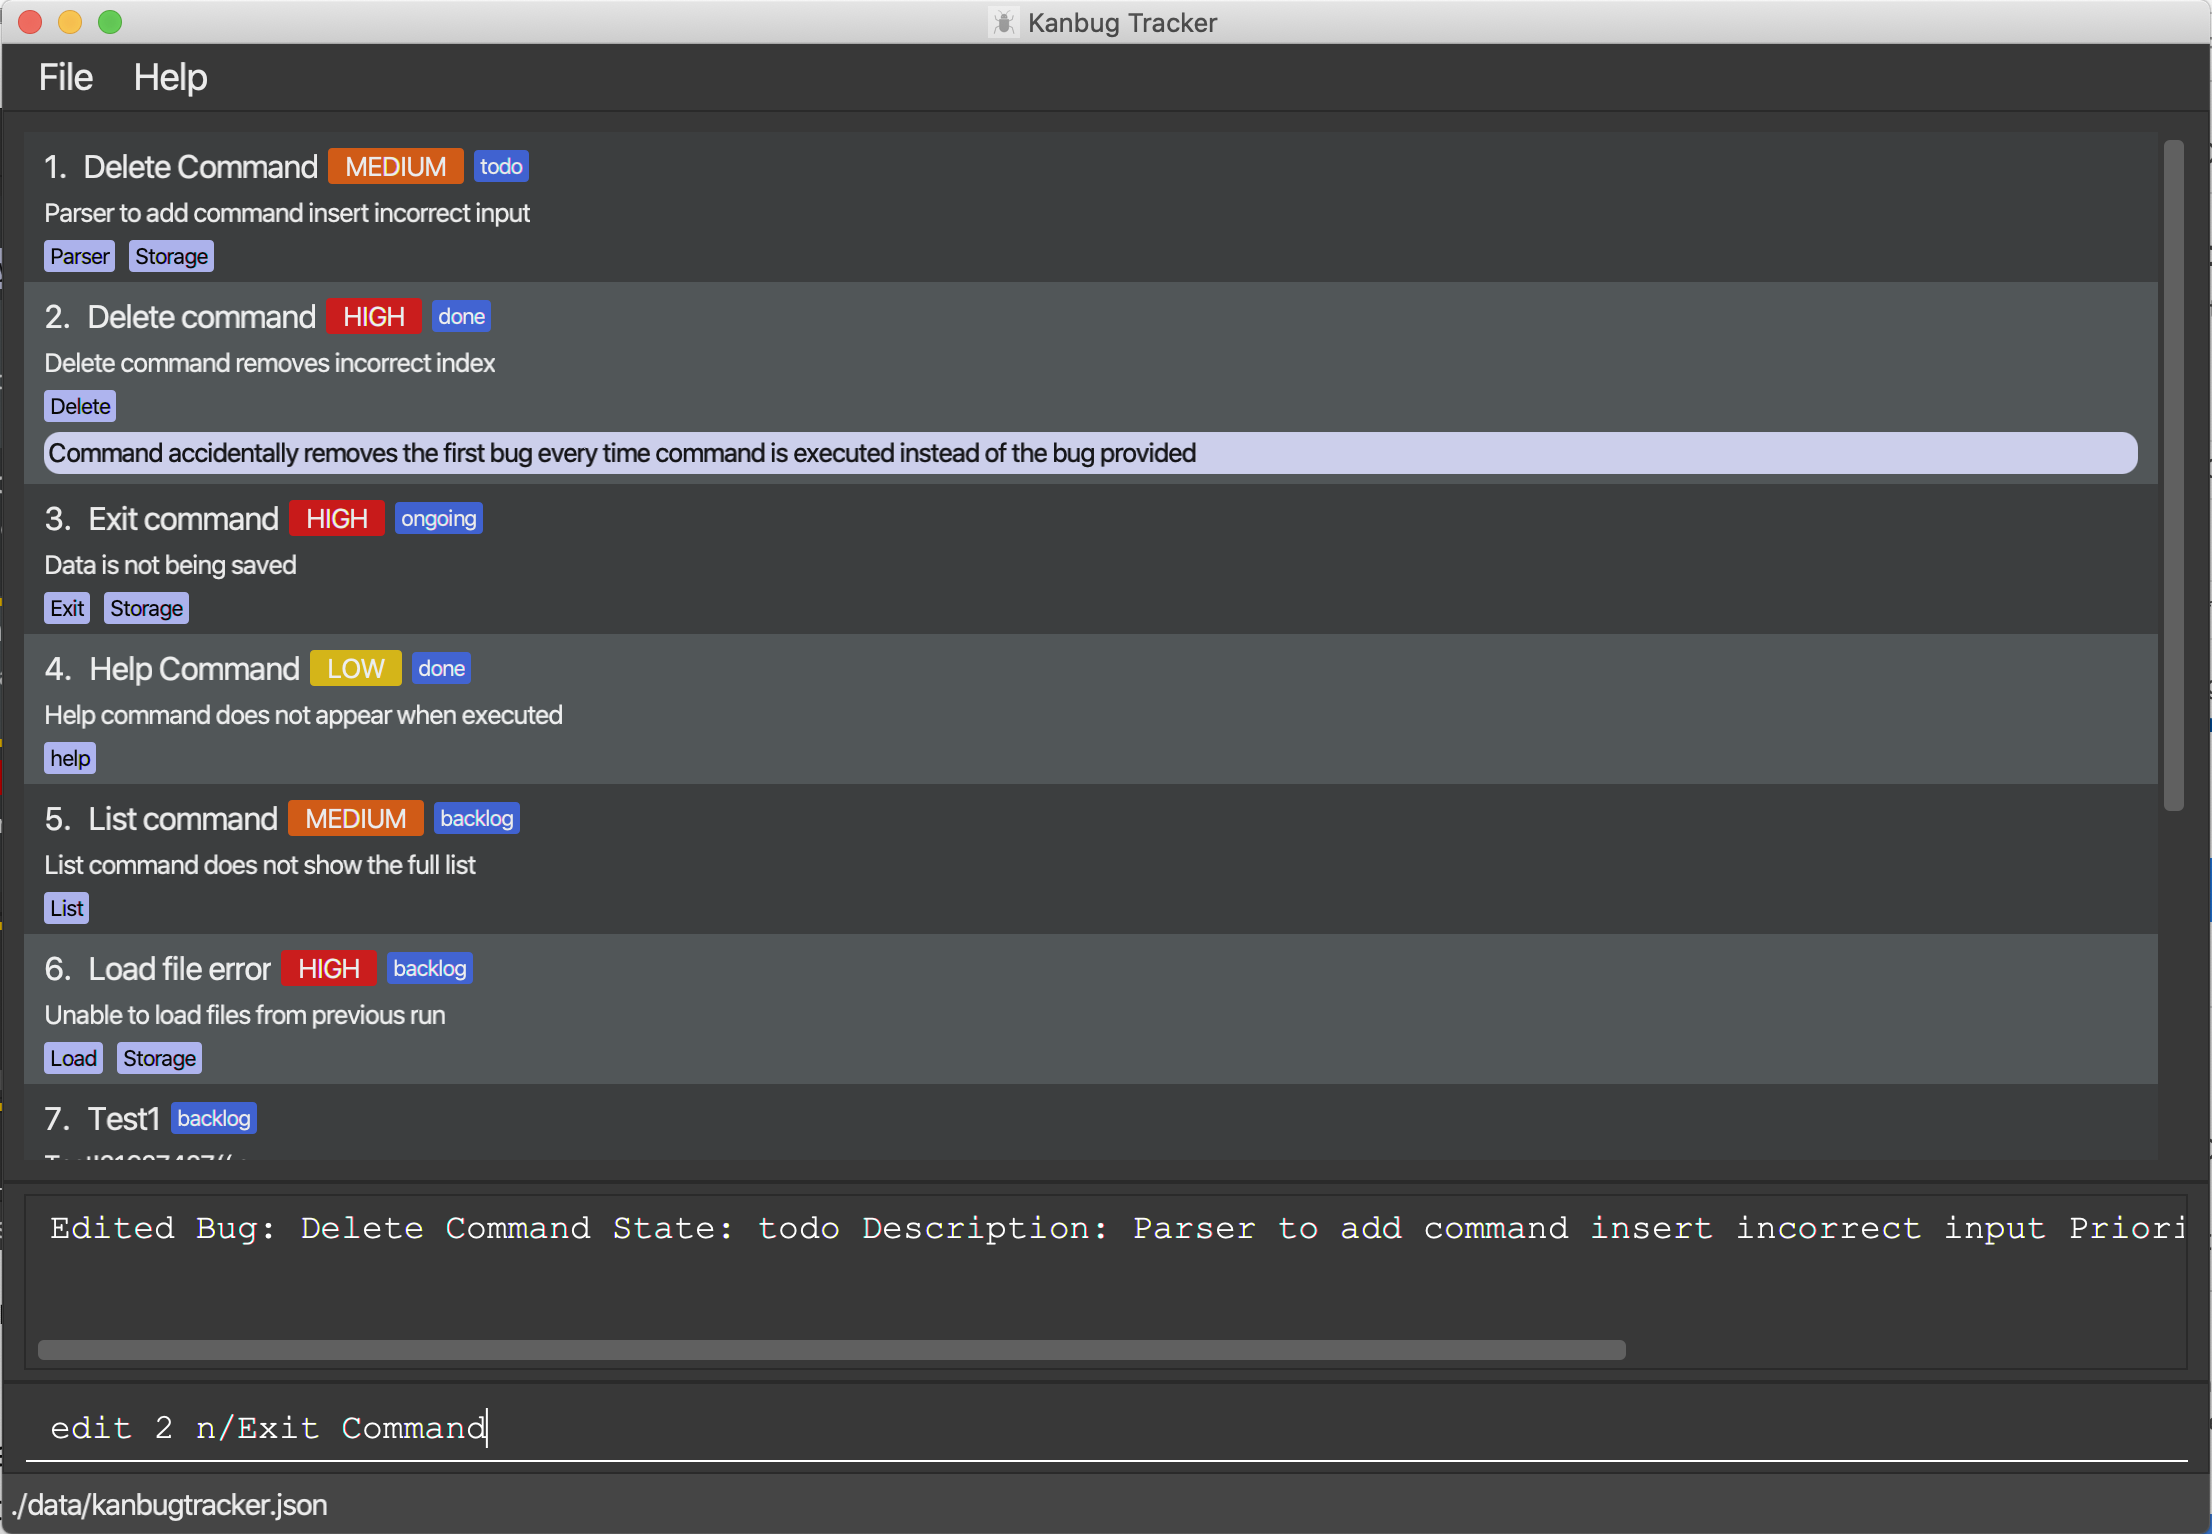 Kanbug Tracker
File Help
1. Delete Command MEDIUM todo
Parser to add command insert incorrect input
Parser Storage
2. Delete command HIGH done
Delete command removes incorrect index
Delete
Command accidentally removes the first bug every time command is executed instead of the bug provided
3. Exit command HIGH ongoing
Data is not being saved
Exit Storage
4. Help Command LOW done
Help command does not appear when executed
help
5. List command MEDIUM backlog
List command does not show the full list
List
6. Load file error HIGH backlog
Unable to load files from previous run
Load Storage
7. Test1 backlog
Edited Bug: Delete Command State: todo Description: Parser to add command insert incorrect input Priori
edit 2 n/Exit Command
./data/kanbugtracker.json